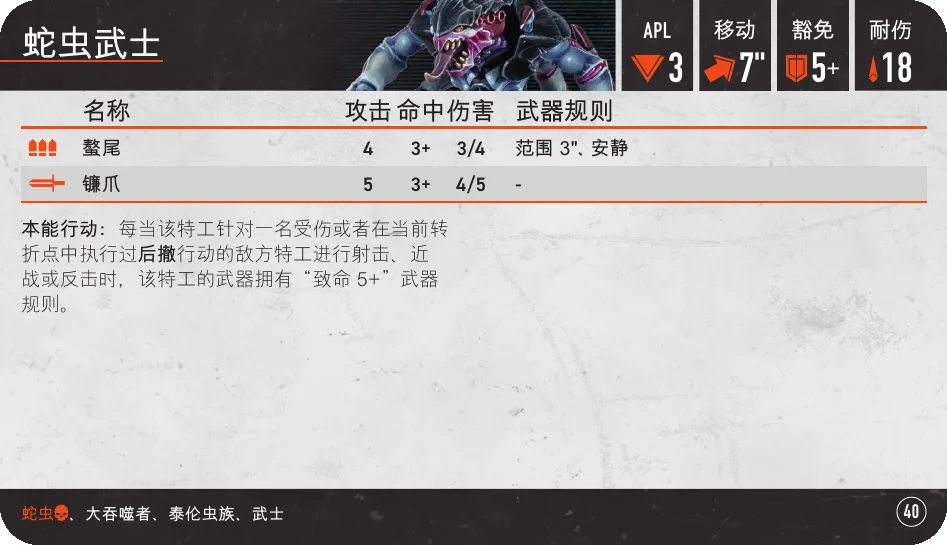 蛇虫武士
APL 移动 豁免 耐伤
3 7" 5+ 18
名称 攻击 命中 伤害 武器规则
螯尾 4 3+ 3/4 范围 3"、安静
镰爪 5 3+ 4/5 -
本能行动：每当该特工针对一名受伤或者在当前转
折点中执行过后撤行动的敌方特工进行射击、近
战或反击时，该特工的武器拥有“致命 5+”武器
规则。
蛇虫、大吞噬者、泰伦虫族、武士
40